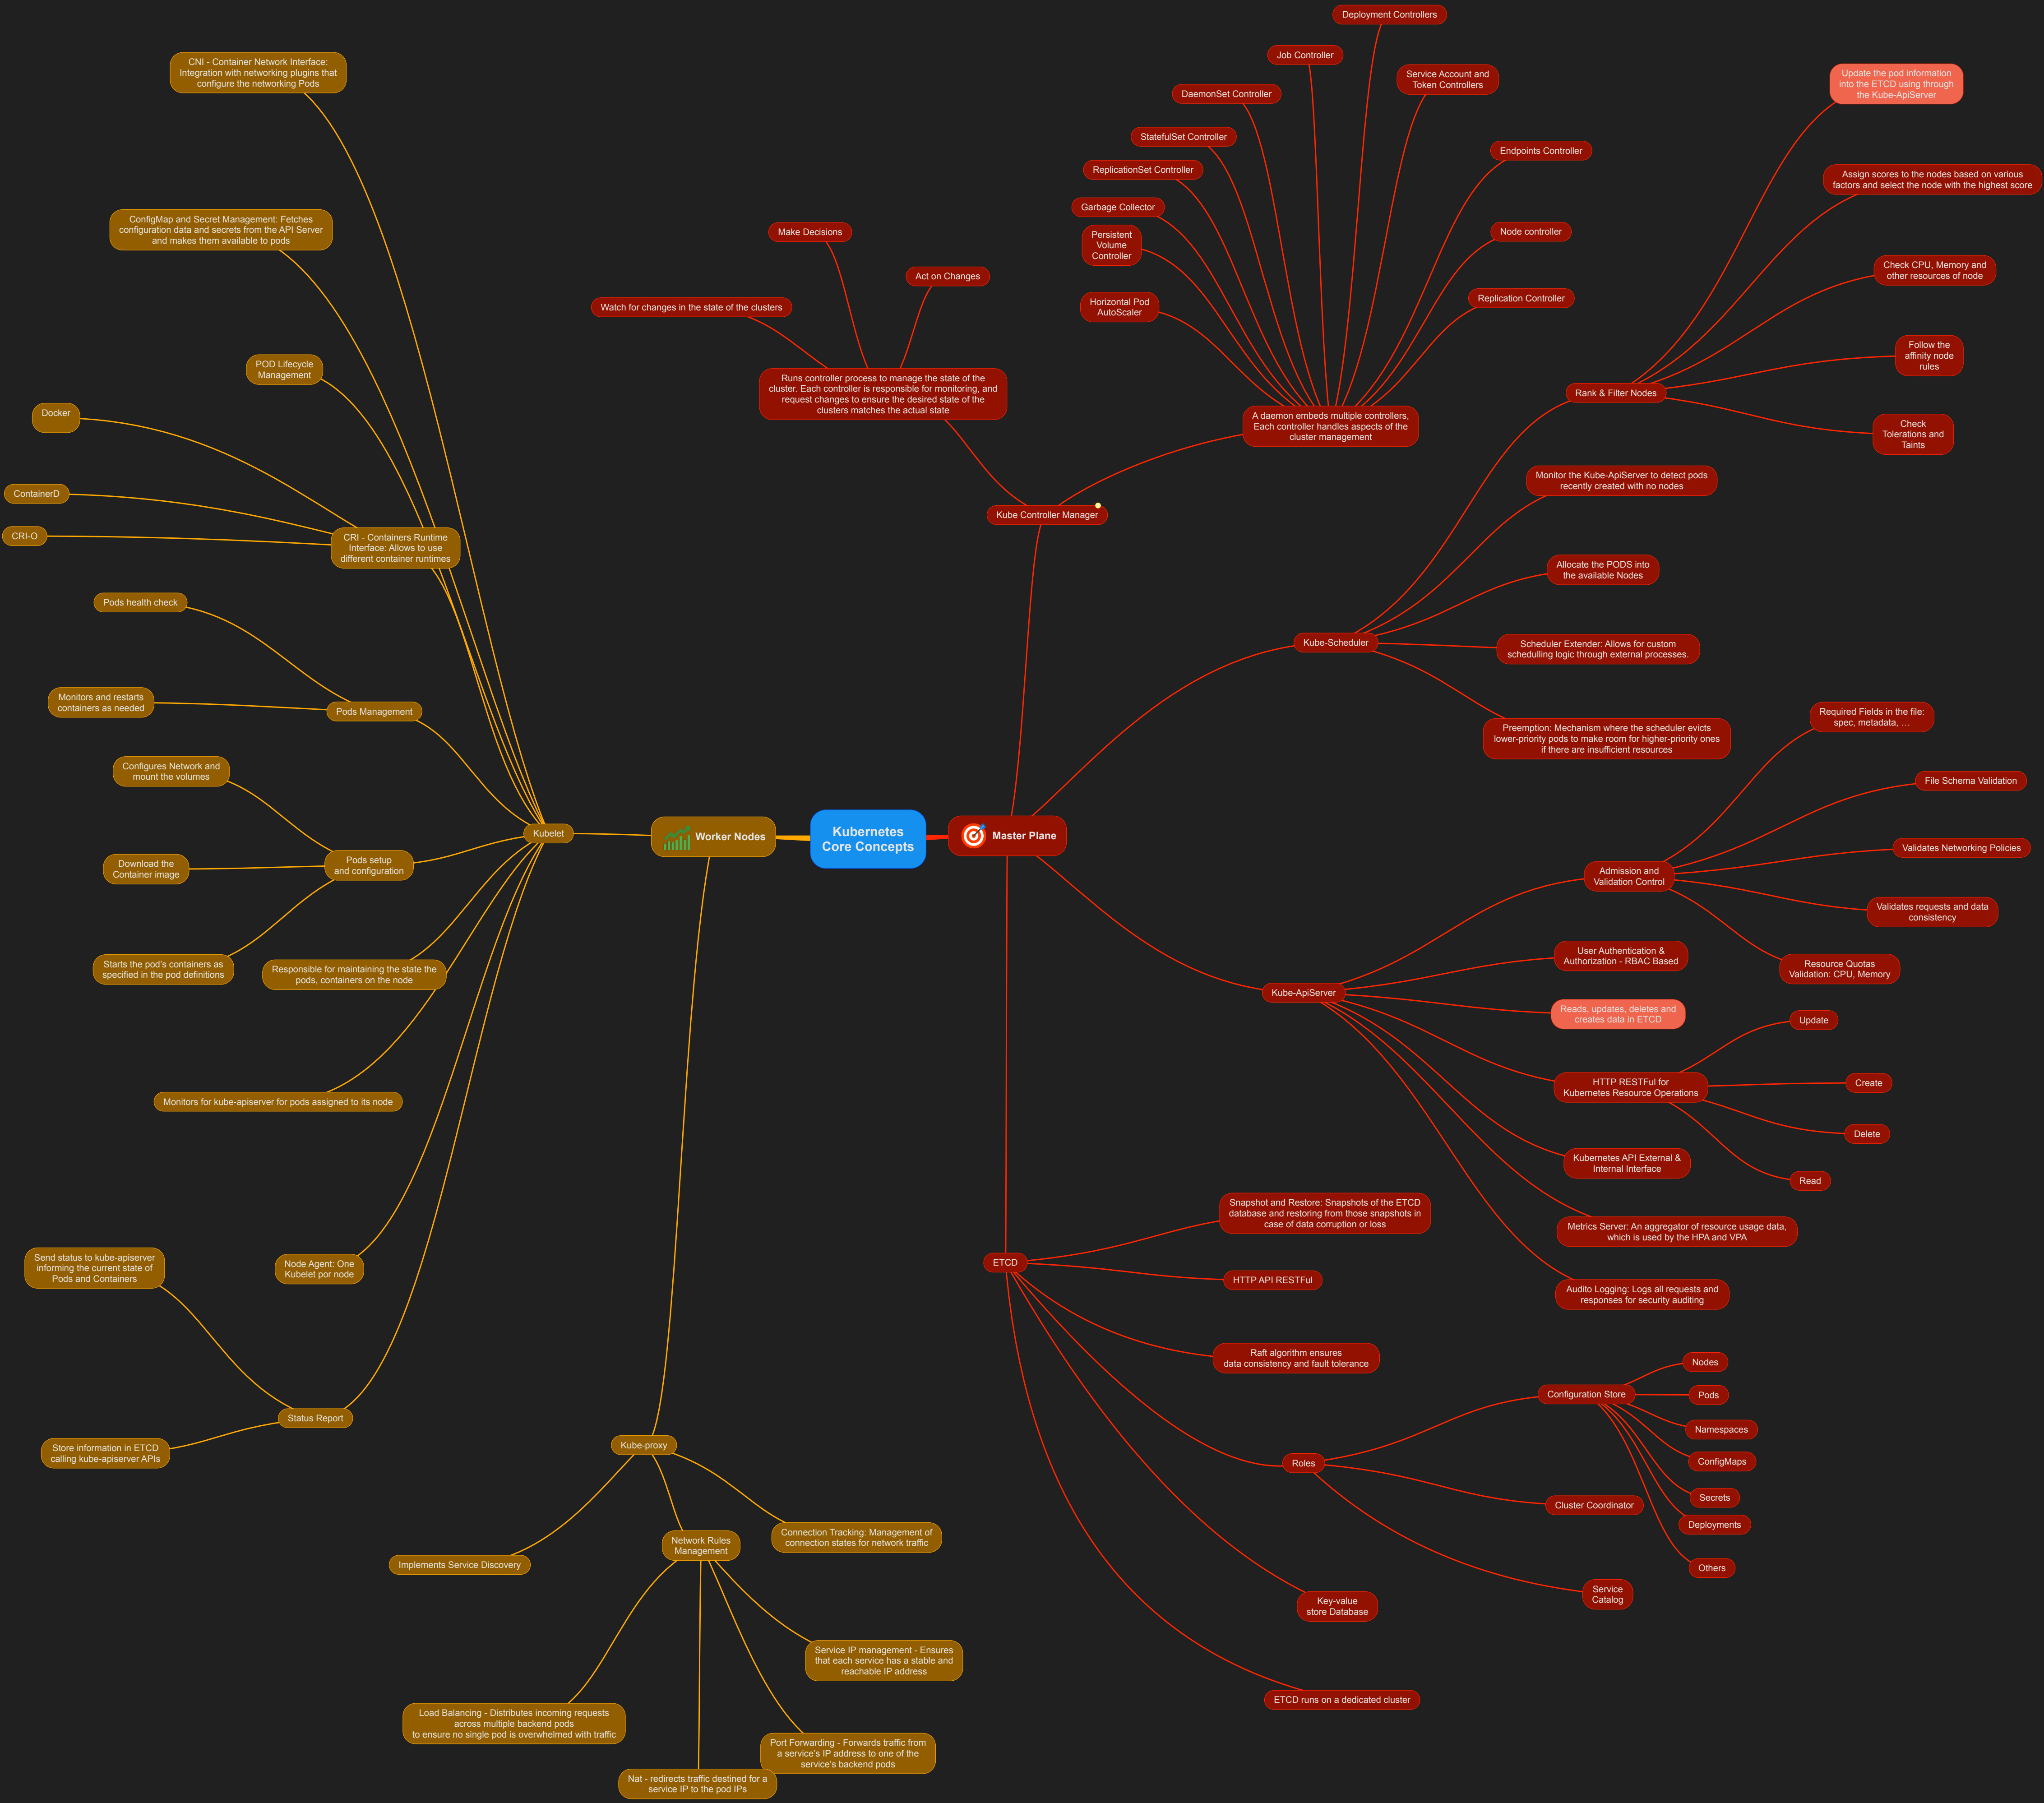 Kubernetes
Core Concepts
Worker Nodes
Kubelet
CNI - Container Network Interface:
Integration with networking plugins that
configure the networking Pods
ConfigMap and Secret Management: Fetches
configuration data and secrets from the API Server
and makes them available to pods
POD Lifecycle
Management
CRI - Containers Runtime
Interface: Allows to use
different container runtimes
Docker
ContainerD
CRI-O
Pods Management
Pods health check
Monitors and restarts
containers as needed
Pods setup
and configuration
Configures Network and
mount the volumes
Download the
Container image
Starts the pod's containers as
specified in the pod definitions
Responsible for maintaining the state the
pods, containers on the node
Monitors for kube-apiserver for pods assigned to its node
Node Agent: One
Kubelet por node
Status Report
Send status to kube-apiserver
informing the current state of
Pods and Containers
Store information in ETCD
calling kube-apiserver APIs
Kube-proxy
Implements Service Discovery
Network Rules
Management
Load Balancing - Distributes incoming requests
across multiple backend pods
to ensure no single pod is overwhelmed with traffic
Nat - redirects traffic destined for a
service IP to the pod IPs
Port Forwarding - Forwards traffic from
a service's IP address to one of the
service's backend pods
Service IP management - Ensures
that each service has a stable and
reachable IP address
Connection Tracking: Management of
connection states for network traffic
Master Plane
Kube Controller Manager
Runs controller process to manage the state of the
cluster. Each controller is responsible for monitoring, and
request changes to ensure the desired state of the
clusters matches the actual state
Watch for changes in the state of the clusters
Make Decisions
Act on Changes
A daemon embeds multiple controllers,
Each controller handles aspects of the
cluster management
Horizontal Pod
AutoScaler
Persistent
Volume
Controller
Garbage Collector
ReplicationSet Controller
StatefulSet Controller
DaemonSet Controller
Job Controller
Deployment Controllers
Service Account and
Token Controllers
Endpoints Controller
Node controller
Replication Controller
Kube-Scheduler
Rank & Filter Nodes
Update the pod information
into the ETCD using through
the Kube-ApiServer
Assign scores to the nodes based on various
factors and select the node with the highest score
Check CPU, Memory and
other resources of node
Follow the
affinity node
rules
Check
Tolerations and
Taints
Monitor the Kube-ApiServer to detect pods
recently created with no nodes
Allocate the PODS into
the available Nodes
Scheduler Extender: Allows for custom
schedulling logic through external processes.
Preemption: Mechanism where the scheduler evicts
lower-priority pods to make room for higher-priority ones
if there are insufficient resources
Kube-ApiServer
Admission and
Validation Control
Required Fields in the file:
spec, metadata, …
File Schema Validation
Validates Networking Policies
Validates requests and data
consistency
Resource Quotas
Validation: CPU, Memory
User Authentication &
Authorization - RBAC Based
Reads, updates, deletes and
creates data in ETCD
HTTP RESTFul for
Kubernetes Resource Operations
Update
Create
Delete
Read
Kubernetes API External &
Internal Interface
Metrics Server: An aggregator of resource usage data,
which is used by the HPA and VPA
Audito Logging: Logs all requests and
responses for security auditing
ETCD
Snapshot and Restore: Snapshots of the ETCD
database and restoring from those snapshots in
case of data corruption or loss
HTTP API RESTFul
Raft algorithm ensures
data consistency and fault tolerance
Roles
Configuration Store
Nodes
Pods
Namespaces
ConfigMaps
Secrets
Deployments
Others
Cluster Coordinator
Service
Catalog
Key-value
store Database
ETCD runs on a dedicated cluster